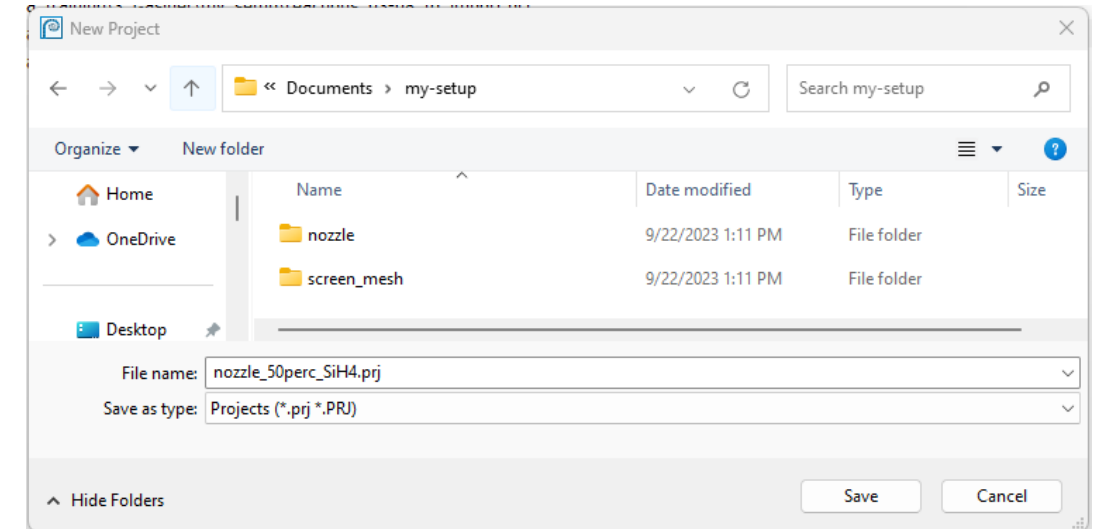 New Project
« Documents › my-setup
Search my-setup
Organize
New folder
Name Date modified Type Size
Home
OneDrive
nozzle 9/22/2023 1:11 PM File folder
screen_mesh 9/22/2023 1:11 PM File folder
Desktop
File name: nozzle_50perc_SiH4.prj
Save as type: Projects (*.prj *.PRJ)
Hide Folders
Save
Cancel